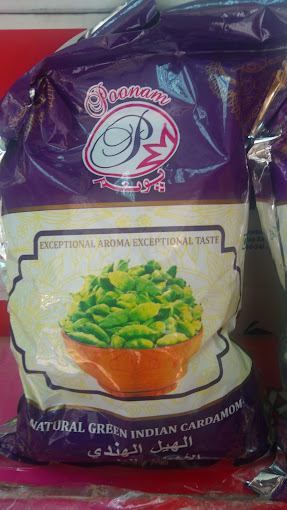 Poonam
P
پونم
EXCEPTIONAL AROMA EXCEPTIONAL TASTE
NATURAL GREEN INDIAN CARDAMOM
الهيل الهندي